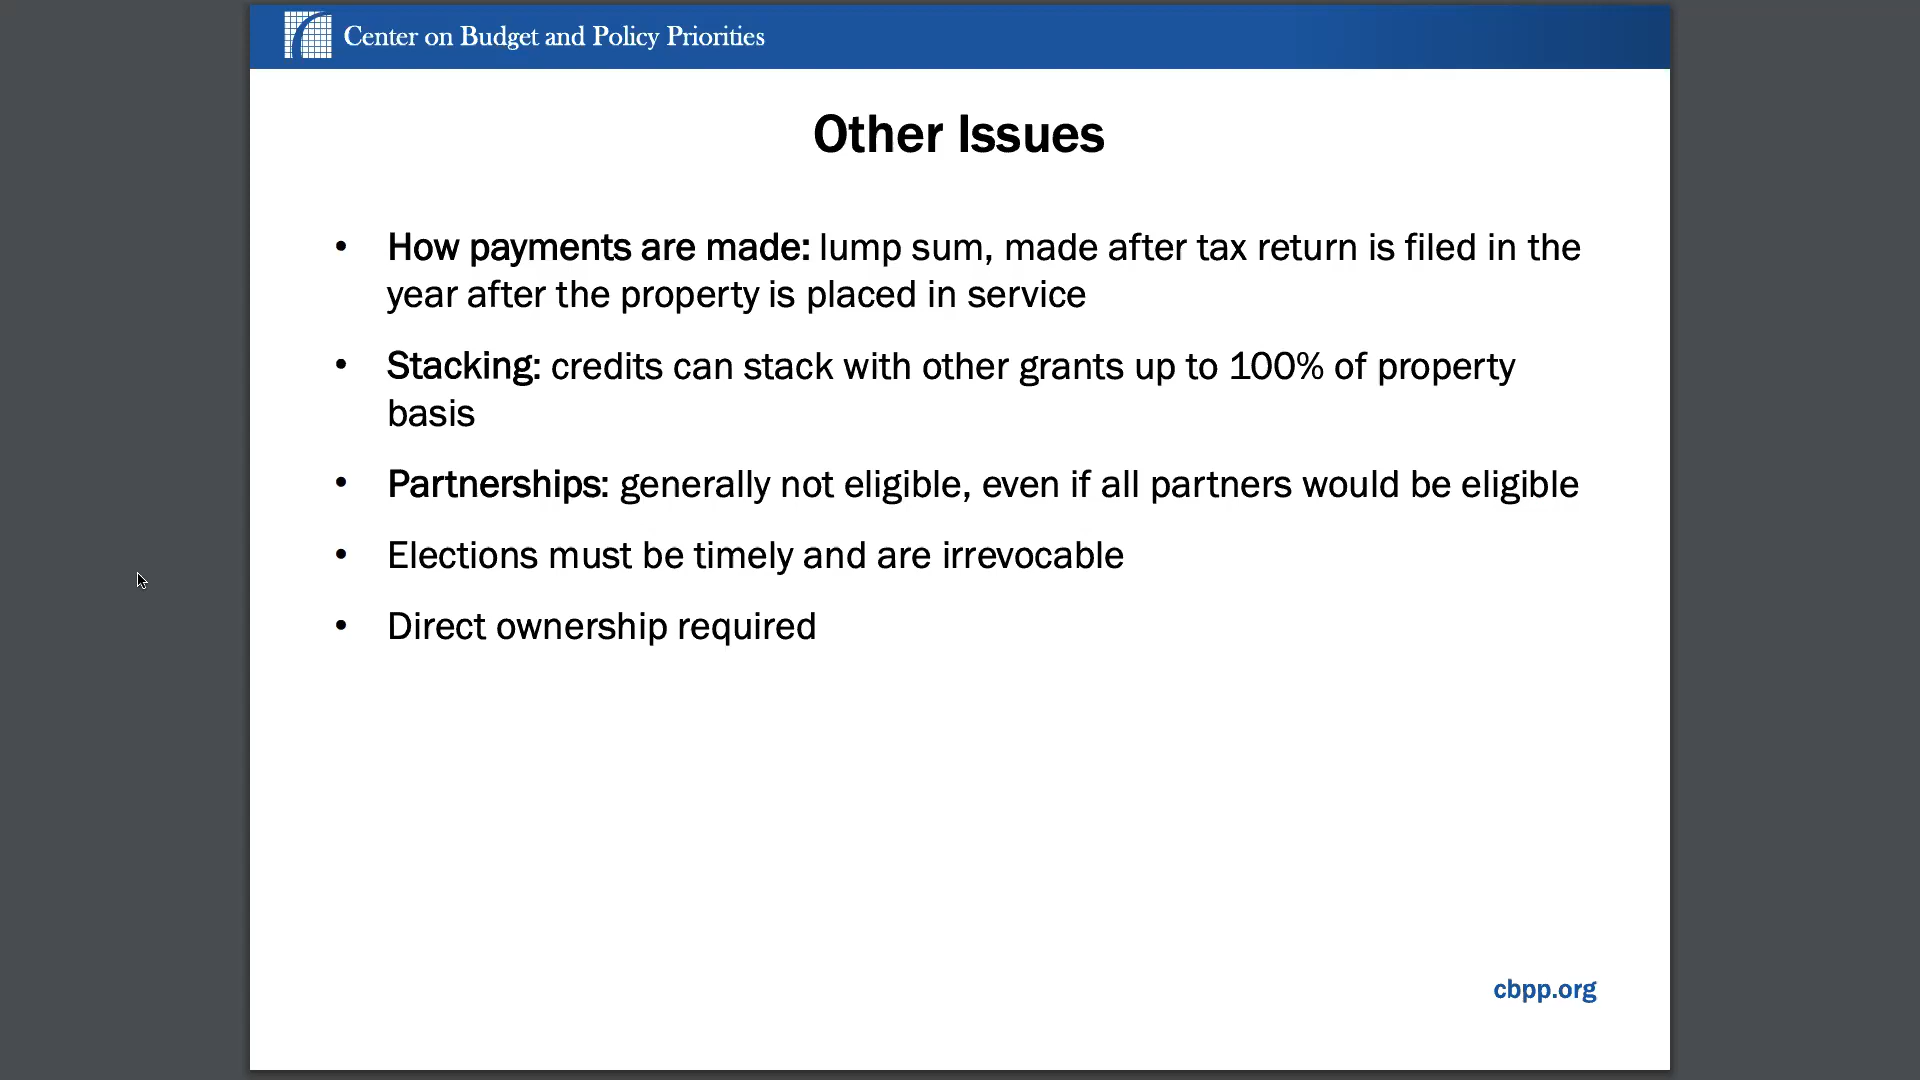 Center on Budget and Policy Priorities
Other Issues
• How payments are made: lump sum, made after tax return is filed in the
year after the property is placed in service
• Stacking: credits can stack with other grants up to 100% of property
basis
• Partnerships: generally not eligible, even if all partners would be eligible
• Elections must be timely and are irrevocable
• Direct ownership required
cbpp.org